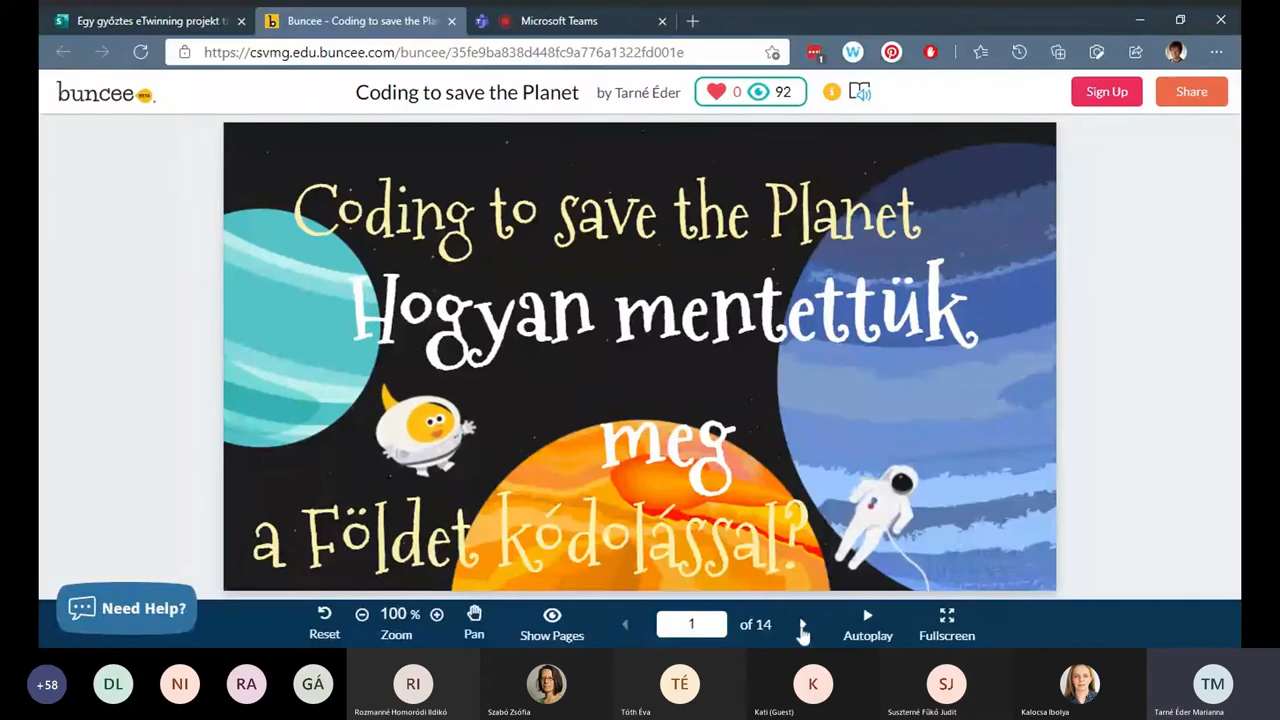 Egy győztes eTwinning projekt t
Buncee - Coding to save the Plan
Microsoft Teams
https://csvmg.edu.buncee.com/buncee/35fe9ba838d448fc9a776a1322fd001e
1
W
buncee BETA
Coding to save the Planet
by Tarné Éder
0
92
Sign Up
Share
Coding to save the Planet
Hogyan mentettük
meg
a Földet kódolással?
Need Help?
Reset
100 %
Zoom
Pan
Show Pages
1 of 14
Autoplay
Fullscreen
+58
DL
NI
RA
GÁ
RI
TÉ
K
SJ
TM
Rozmanné Homoródi Ildikó
Szabó Zsófia
Tóth Éva
Kati (Guest)
Suszterné Fűkő Judit
Kalocsa Ibolya
Tarné Éder Marianna